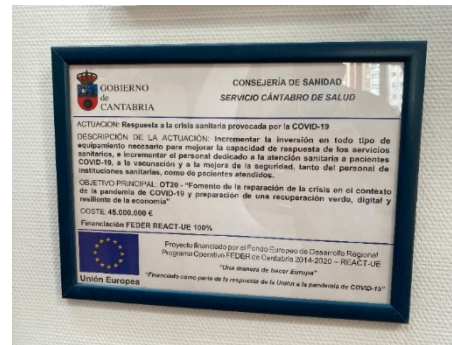 GOBIERNO
de
CANTABRIA
CONSEJERÍA DE SANIDAD
SERVICIO CÁNTABRO DE SALUD
ACTUACIÓN: Respuesta a la crisis sanitaria provocada por la COVID-19
DESCRIPCIÓN DE LA ACTUACIÓN: Incrementar la inversión en todo tipo de
equipamiento necesario para mejorar la capacidad de respuesta de los servicios
sanitarios, e incrementar el personal dedicado a la atención sanitaria a pacientes
COVID-19, a la vacunación y a la mejora de la seguridad, tanto del personal de
instituciones sanitarias, como de pacientes atendidos.
OBJETIVO PRINCIPAL: OT20 - "Fomento de la reparación de la crisis en el contexto
de la pandemia de COVID-19 y preparación de una recuperación verde, digital y
resiliente de la economía"
COSTE: 45.000.000 €
Financiación FEDER REACT-UE 100%
Unión Europea
Proyecto financiado por el Fondo Europeo de Desarrollo Regional
Programa Operativo FEDER de Cantabria 2014-2020 – REACT-UE
"Una manera de hacer Europa"
"Financiado como parte de la respuesta de la Unión a la pandemia de COVID-19"